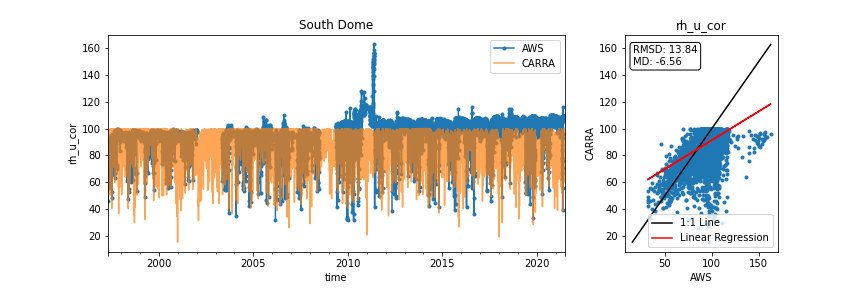 South Dome
rh_u_cor
160
140
120
100
80
60
40
20
AWS
CARRA
2000
2005
2010
2015
2020
time
rh_u_cor
CARRA
160
140
120
100
80
60
40
20
RMSD: 13.84
MD: -6.56
1:1 Line
Linear Regression
50
100
150
AWS